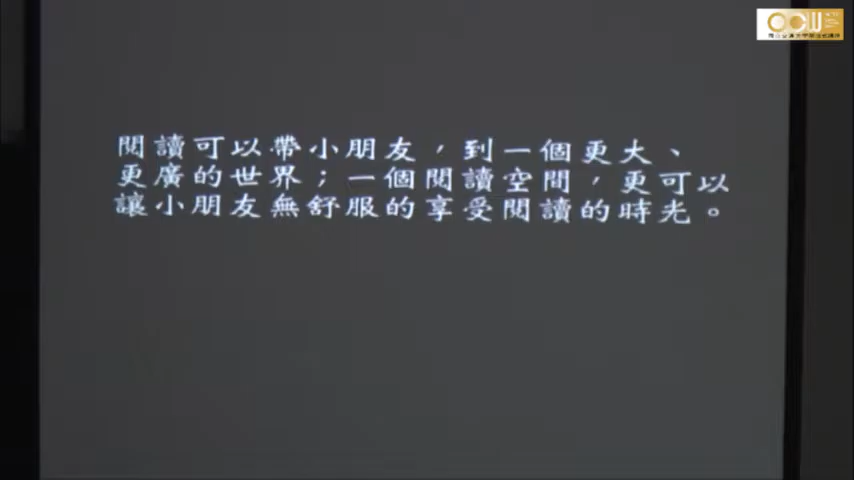 OCW
閱讀可以帶小朋友，到一個更大、
更廣的世界；一個閱讀空間，更可以
讓小朋友無舒服的享受閱讀的時光。